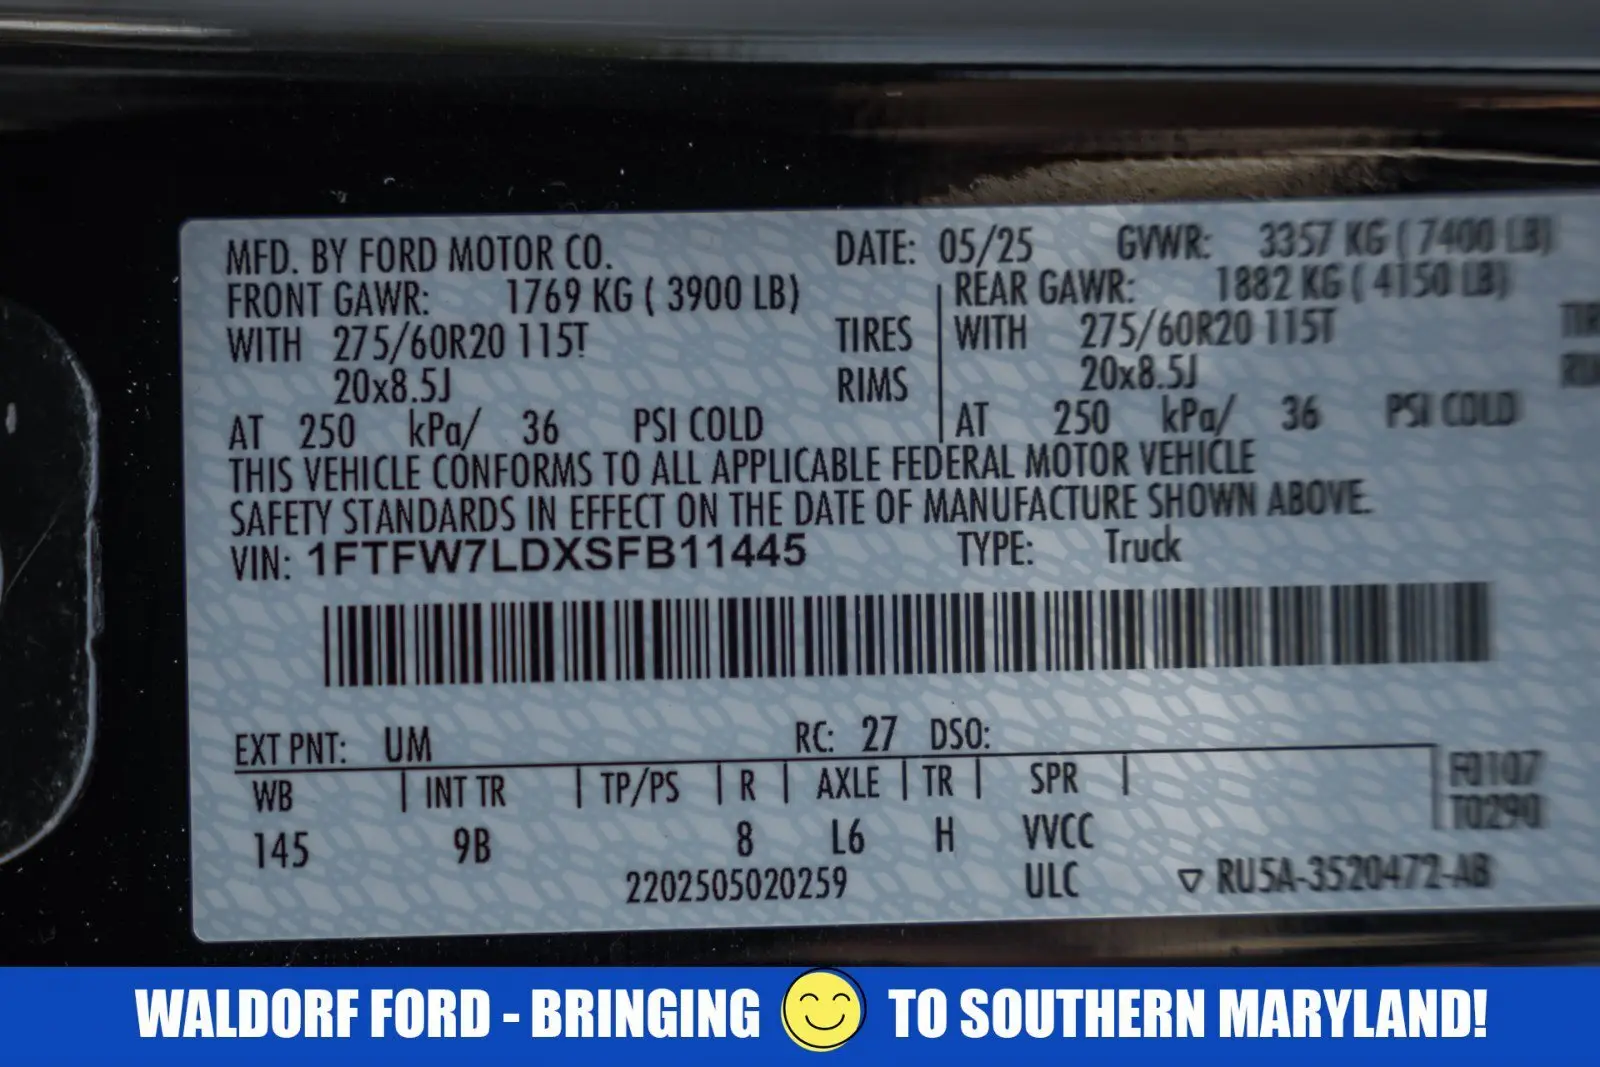 MFD. BY FORD MOTOR CO. DATE: 05/25 GVWR: 3357 KG ( 7400 LB)
FRONT GAWR: 1769 KG ( 3900 LB) REAR GAWR: 1882 KG ( 4150 LB)
WITH 275/60R20 115T TIRES WITH 275/60R20 115T
20x8.5J RIMS 20x8.5J
AT 250 kPa/ 36 PSI COLD AT 250 kPa/ 36 PSI COLD
THIS VEHICLE CONFORMS TO ALL APPLICABLE FEDERAL MOTOR VEHICLE
SAFETY STANDARDS IN EFFECT ON THE DATE OF MANUFACTURE SHOWN ABOVE.
VIN: 1FTFW7LDXSFB11445 TYPE: Truck
EXT PNT: UM RC: 27 DSO:
WB INT TR TP/PS R AXLE TR SPR F0107
T0290
145 9B 8 L6 H VVCC
2202505020259 ULC ▽ RU5A-3520472-AB
WALDORF FORD - BRINGING 😊 TO SOUTHERN MARYLAND!